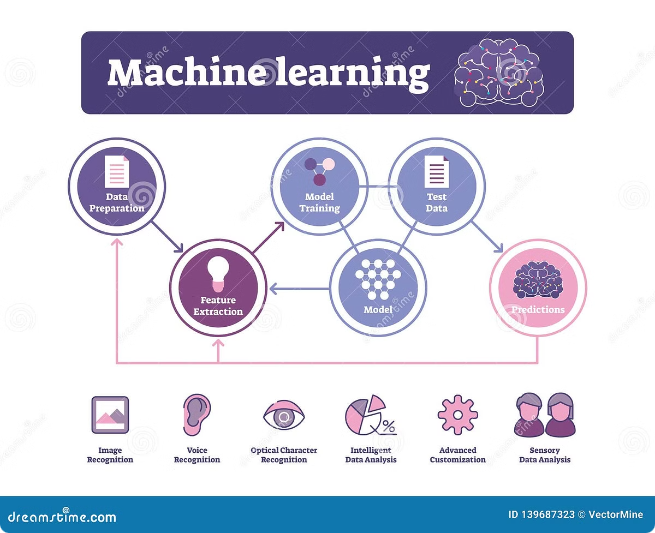 Machine learning
Data
Preparation
Model
Training
Test
Data
Feature
Extraction
Model
Predictions
Image
Recognition
Voice
Recognition
Optical Character
Recognition
Intelligent
Data Analysis
Advanced
Customization
Sensory
Data Analysis
%
dreamstime
dreamstime.com
ID 139687323 © VectorMine